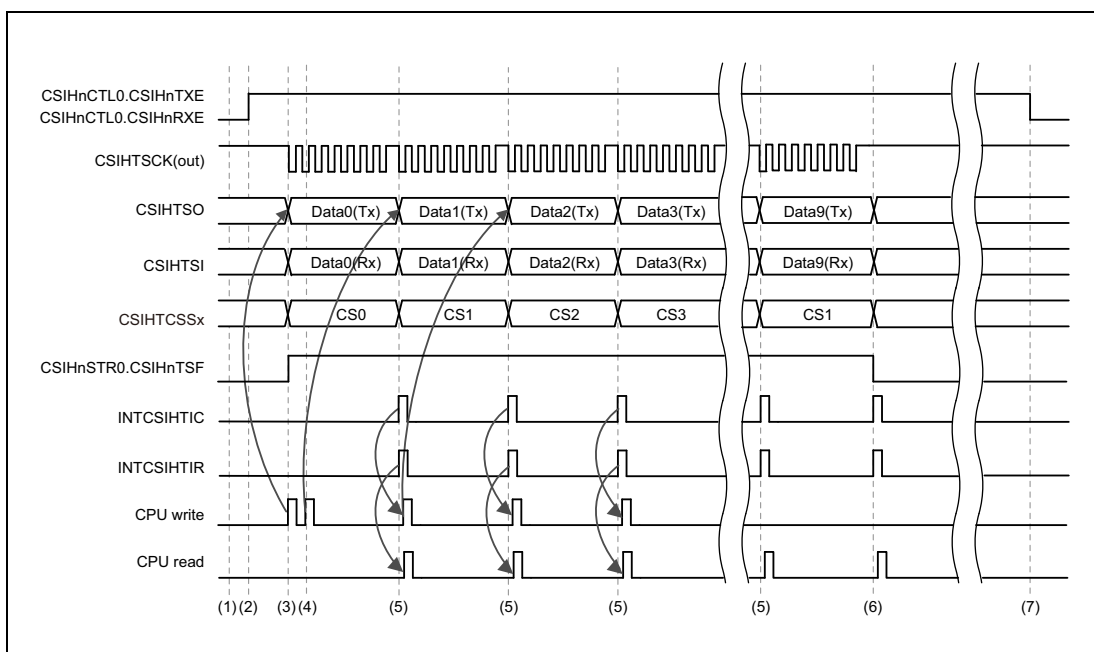 CSIHnCTL0.CSIHnTXE
CSIHnCTL0.CSIHnRXE
CSIHTSCK(out)
CSIHTSO Data0(Tx) Data1(Tx) Data2(Tx) Data3(Tx) Data9(Tx)
CSIHTSI Data0(Rx) Data1(Rx) Data2(Rx) Data3(Rx) Data9(Rx)
CSIHTCSSx CS0 CS1 CS2 CS3 CS1
CSIHnSTR0.CSIHnTSF
INTCSIHTIC
INTCSIHTIR
CPU write
CPU read
(1) (2) (3) (4) (5) (5) (5) (5) (6) (7)